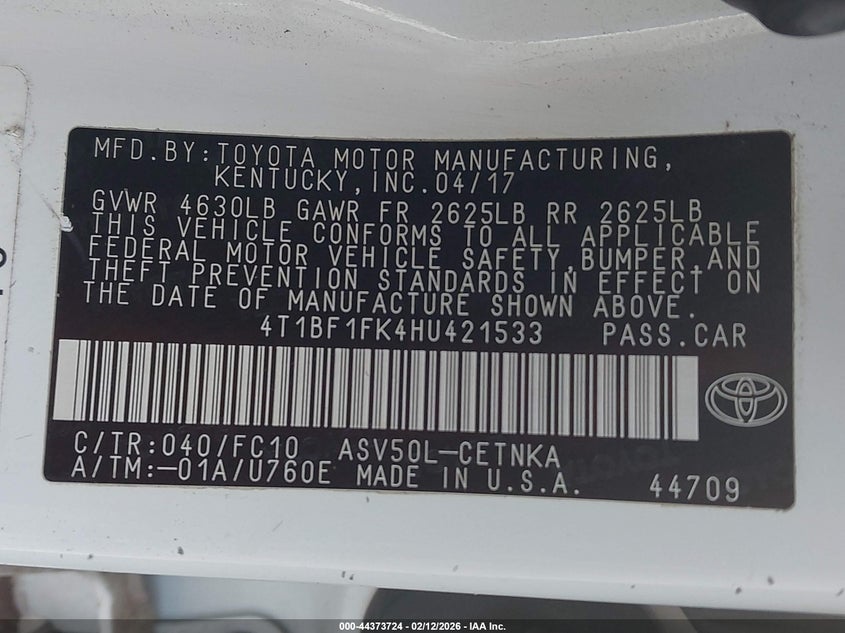 MFD.BY:TOYOTA MOTOR MANUFACTURING,
KENTUCKY,INC.04/17
GVWR 4630LB GAWR FR 2625LB RR 2625LB
THIS VEHICLE CONFORMS TO ALL APPLICABLE
FEDERAL MOTOR VEHICLE SAFETY,BUMPER,AND
THEFT PREVENTION STANDARDS IN EFFECT ON
THE DATE OF MANUFACTURE SHOWN ABOVE.
4T1BF1FK4HU421533 PASS.CAR
C/TR:040/FC10 ASV50L-CETNKA
A/TM:-01A/U760E MADE IN U.S.A. 44709
000-44373724 - 02/12/2026 - IAA Inc.